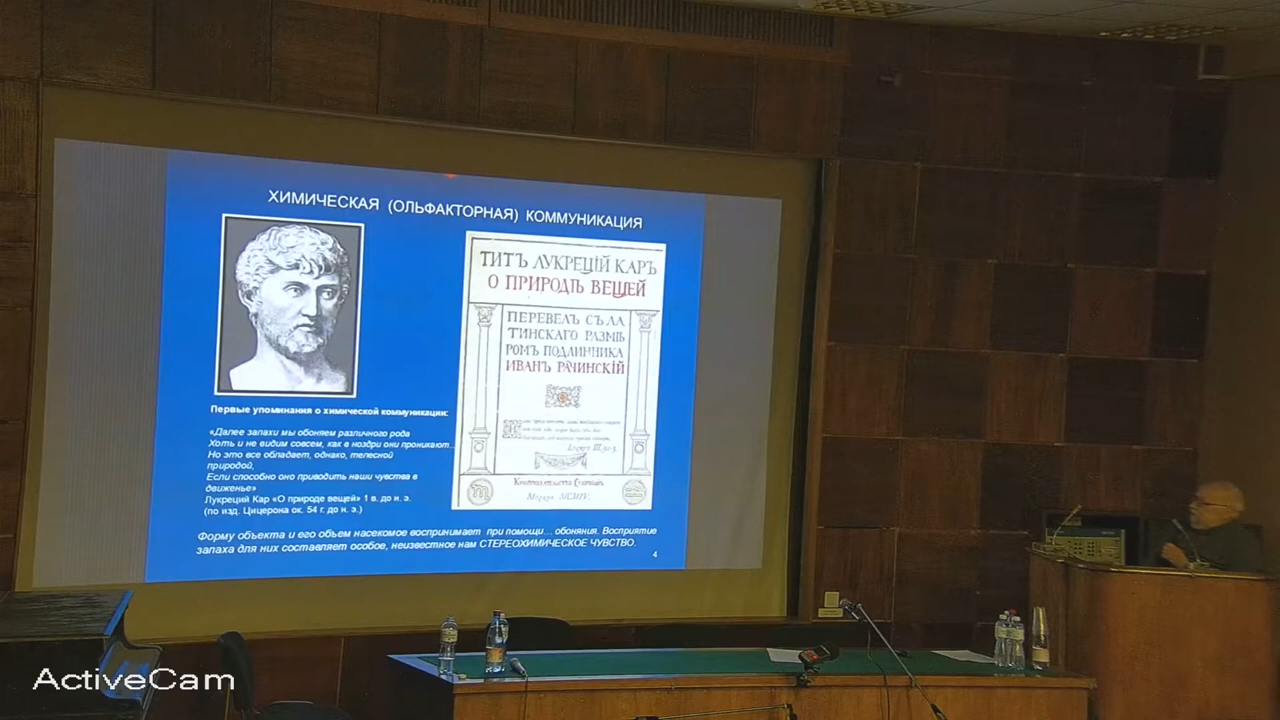 ХИМИЧЕСКАЯ (ОЛЬФАКТОРНАЯ) КОММУНИКАЦИЯ
ТИТЪ ЛУКРЕЦІЙ КАРЪ
О ПРИРОДѢ ВЕЩЕЙ
ПЕРЕВЕЛЪ СЪ ЛА
ТИНСКАГО РАЗМѢ
РОМЪ ПОДЛИННИКА
ИВАНЪ РАЧИНСКІЙ
Первые упоминания о химической коммуникации:
«Далее запахи мы обоняем различного рода
Хоть и не видим совсем, как в ноздри они проникают...
Но это все обладает, однако, телесной
природой,
Если способно оно приводить наши чувства в
движенье»
Лукреций Кар «О природе вещей» 1 в. до н. э.
(по изд. Цицерона ок. 54 г. до н. э.)
Форму объекта и его объем насекомое воспринимает при помощи... обоняния. Восприятие
запаха для них составляет особое, неизвестное нам СТЕРЕОХИМИЧЕСКОЕ ЧУВСТВО.
4
ActiveCam